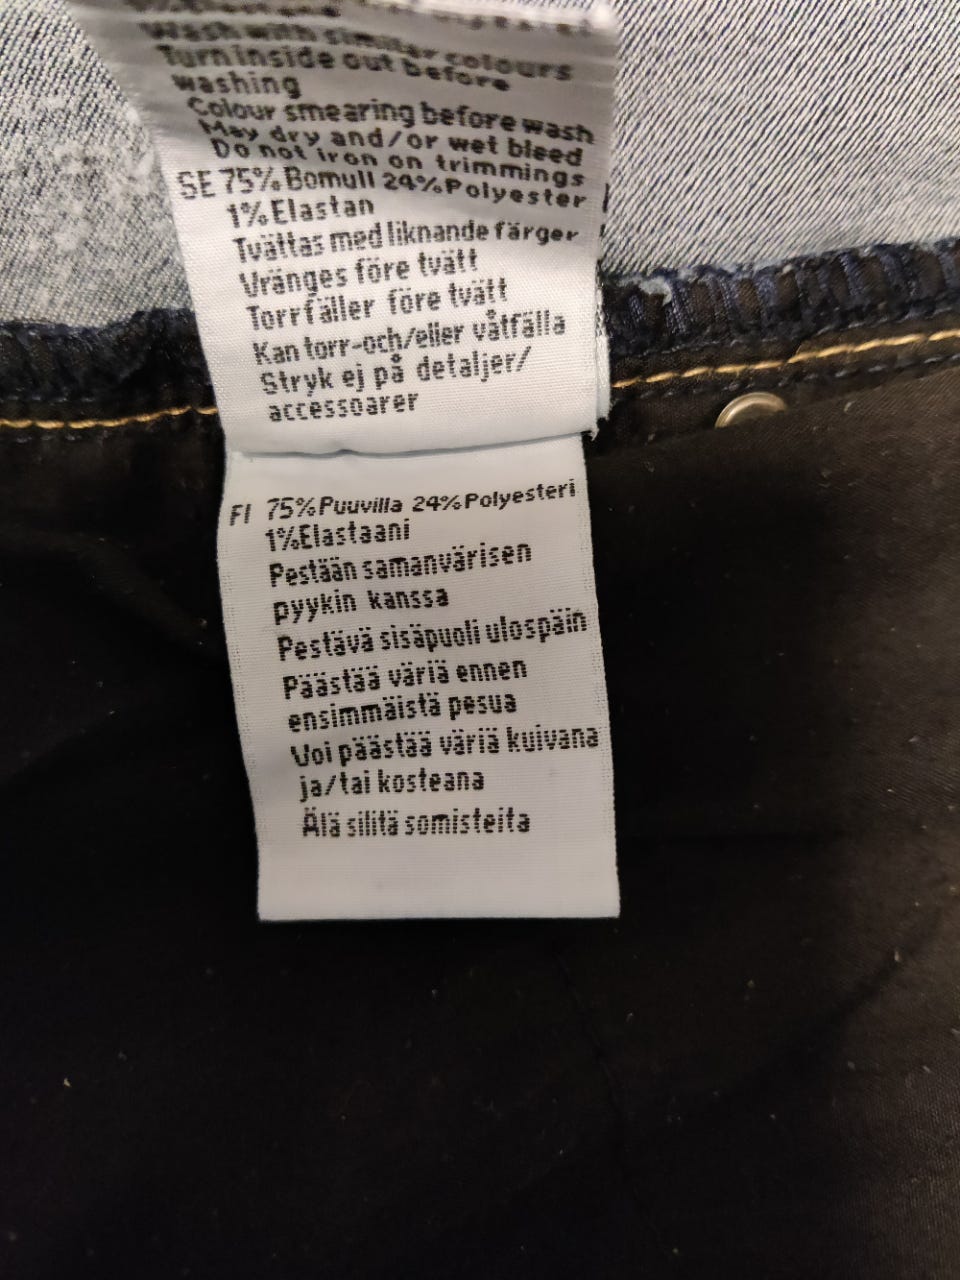 Wash with similar colours
Turn inside out before
washing
Colour smearing before wash
May dry and/or wet bleed
Do not iron on trimmings
SE 75%Bomull 24%Polyester
1%Elastan
Tvättas med liknande färger
Vränges före tvätt
Torrfäller före tvätt
Kan torr-och/eller våtfälla
Stryk ej på detaljer/
accessoarer
FI 75%Puuvilla 24%Polyesteri
1%Elastaani
Pestään samanvärisen
pyykin kanssa
Pestävä sisäpuoli ulospäin
Päästää väriä ennen
ensimmäistä pesua
Voi päästää väriä kuivana
ja/tai kosteana
Älä silitä somisteita